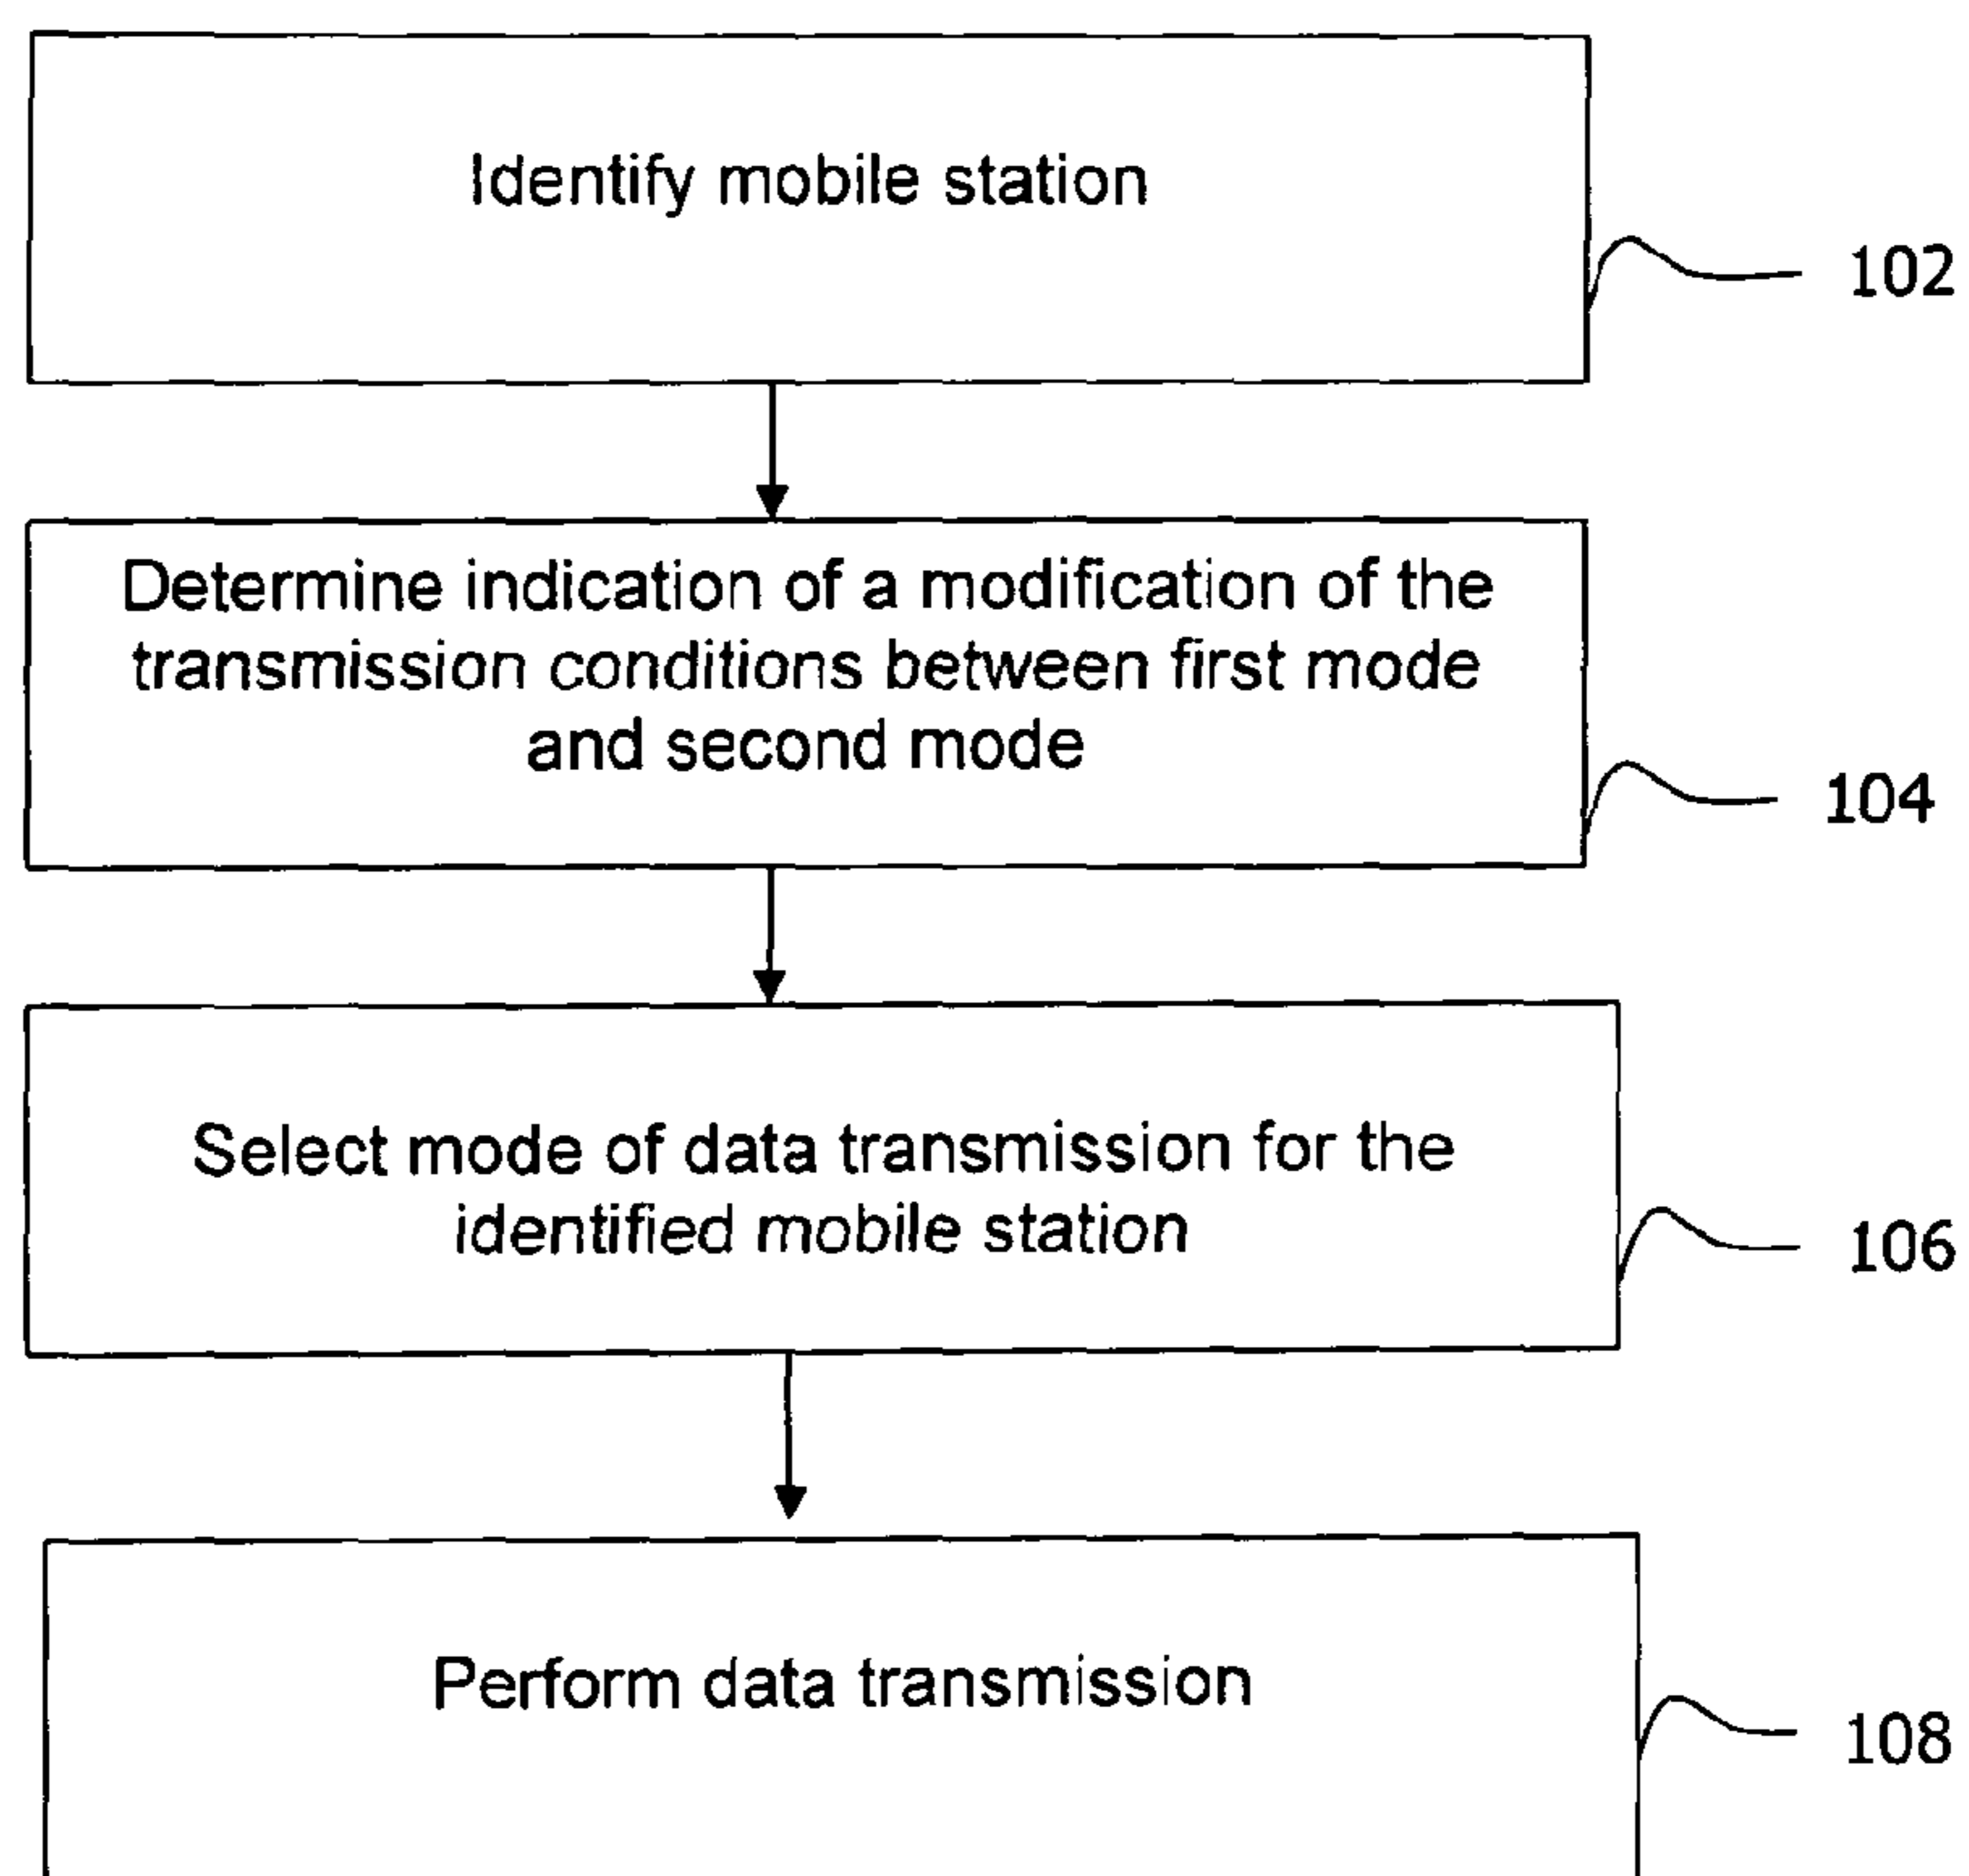 Identify mobile station
102
Determine indication of a modification of the
transmission conditions between first mode
and second mode
104
Select mode of data transmission for the
identified mobile station
106
Perform data transmission
108